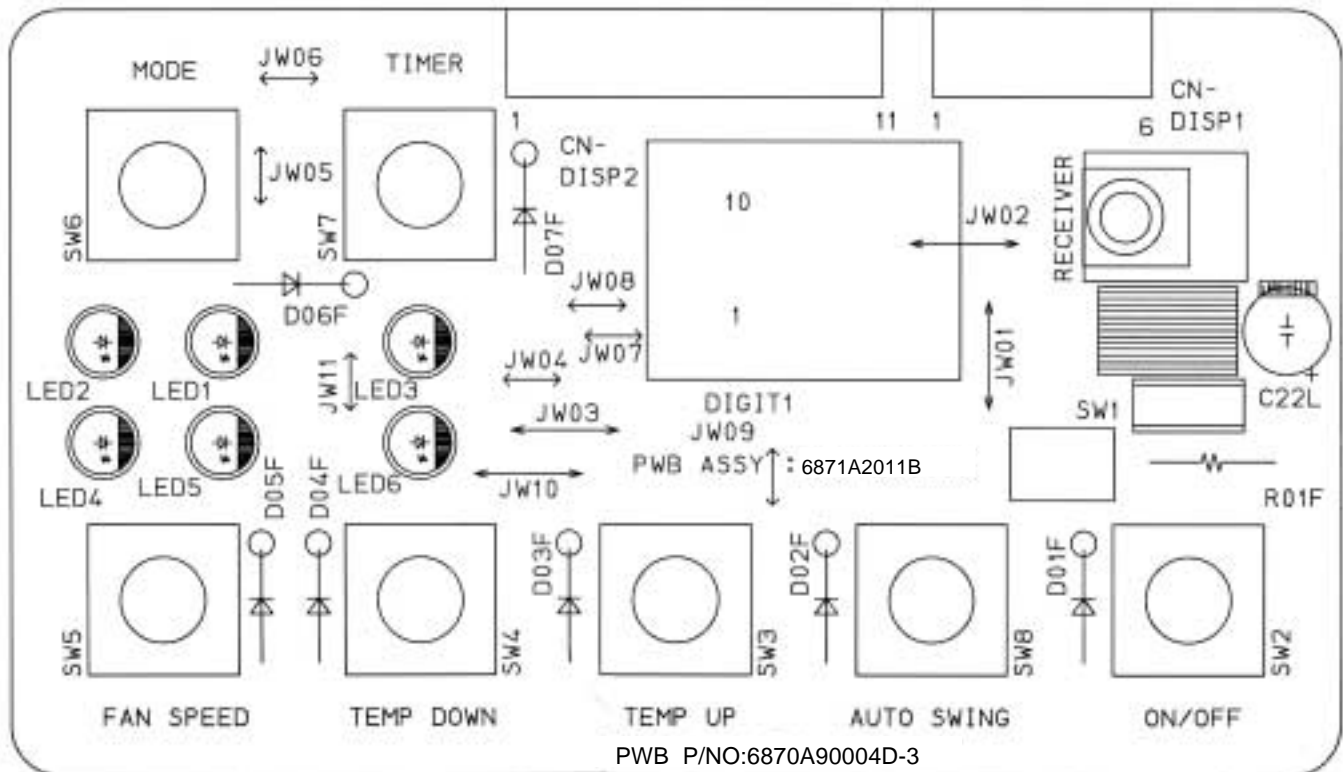 MODE
JW06
TIMER
CN-
DISP1
1
11
1
6
CN-
DISP2
JW05
SW6
SW7
D07F
10
JW02
RECEIVER
JW08
D06F
1
JW07
JW01
LED2
LED1
JW11
LED3
JW04
DIGIT1
SW1
C22L
JW03
JW09
PWB ASSY : 6871A2011B
LED4
LED5
D05F
D04F
LED6
JW10
R01F
D03F
D02F
D01F
SW5
SW4
SW3
SW8
SW2
FAN SPEED
TEMP DOWN
TEMP UP
AUTO SWING
ON/OFF
PWB P/NO:6870A90004D-3